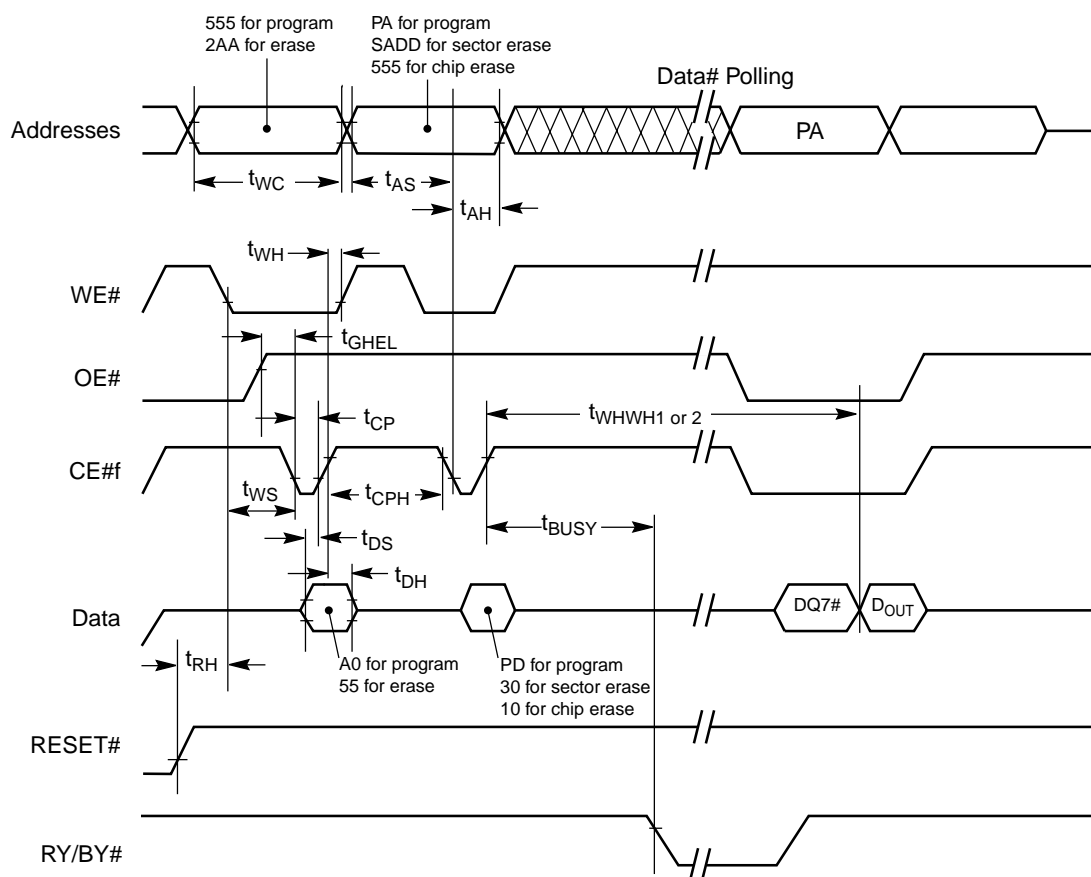 555 for program
2AA for erase
PA for program
SADD for sector erase
555 for chip erase
Data# Polling
Addresses
PA
tWC
tAS
tAH
tWH
WE#
tGHEL
OE#
tWHWH1 or 2
tCP
CE#f
tWS
tCPH
tBUSY
tDS
tDH
Data
DQ7#
DOUT
tRH
A0 for program
55 for erase
PD for program
30 for sector erase
10 for chip erase
RESET#
RY/BY#